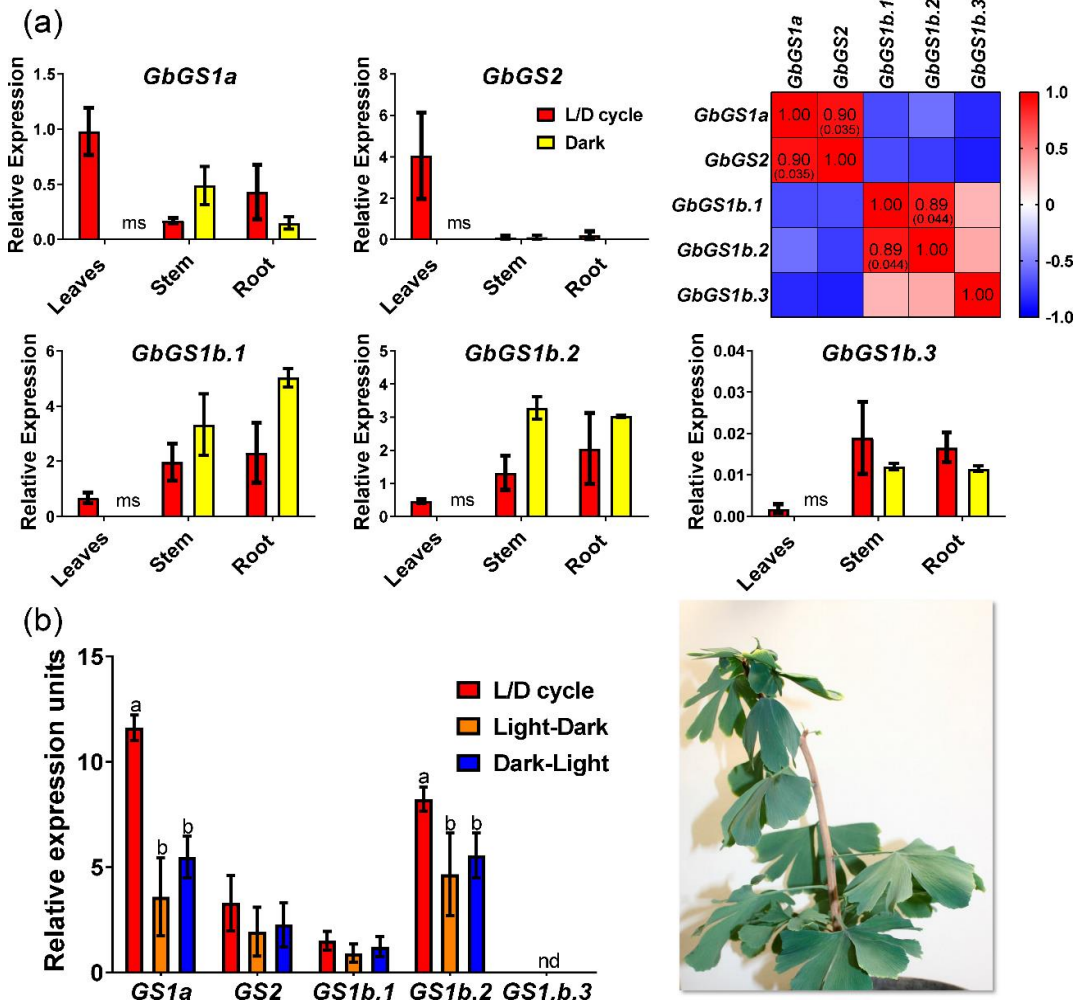 (a)
GbGS1a
Relative Expression
1.5
1.0
0.5
0.0
ms
Leaves
Stem
Root
GbGS2
Relative Expression
8
6
4
2
0
L/D cycle
Dark
ms
Leaves
Stem
Root
GbGS1a
GbGS2
GbGS1b.1
GbGS1b.2
GbGS1b.3
GbGS1a
1.00
0.90
(0.035)
GbGS2
0.90
(0.035)
1.00
GbGS1b.1
1.00
0.89
(0.044)
GbGS1b.2
0.89
(0.044)
1.00
GbGS1b.3
1.00
1.0
0.5
0
-0.5
-1.0
GbGS1b.1
Relative Expression
6
4
2
0
ms
Leaves
Stem
Root
GbGS1b.2
Relative Expression
5
4
3
2
1
0
ms
Leaves
Stem
Root
GbGS1b.3
Relative Expression
0.04
0.03
0.02
0.01
0.00
ms
Leaves
Stem
Root
(b)
Relative expression units
15
10
5
0
L/D cycle
Light-Dark
Dark-Light
a
b
b
a
b
b
nd
GS1a
GS2
GS1b.1
GS1b.2
GS1.b.3